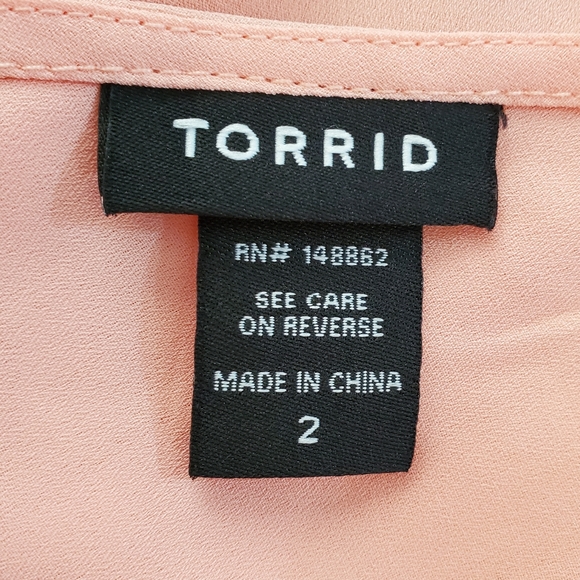 TORRID
RN# 148862
SEE CARE
ON REVERSE
MADE IN CHINA
2